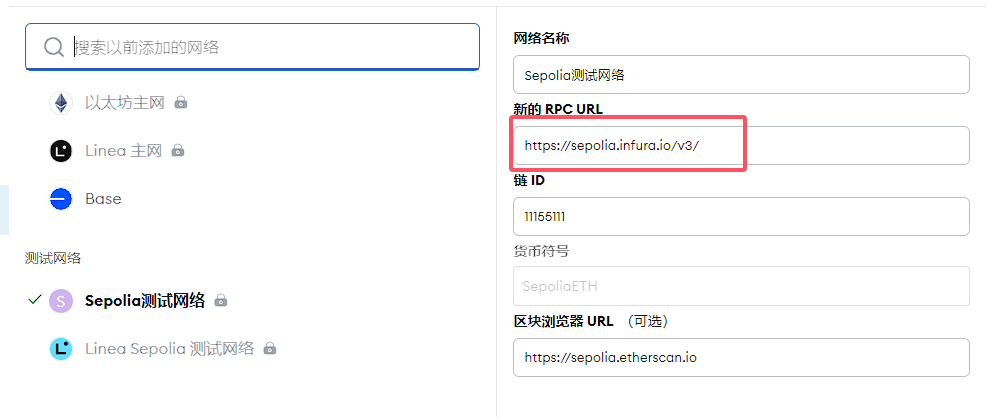 搜索以前添加的网络
以太坊主网
Linea 主网
Base
测试网络
S
Sepolia测试网络
Linea Sepolia 测试网络
网络名称
Sepolia测试网络
新的 RPC URL
https://sepolia.infura.io/v3/
链 ID
11155111
货币符号
SepoliaETH
区块浏览器 URL （可选）
https://sepolia.etherscan.io